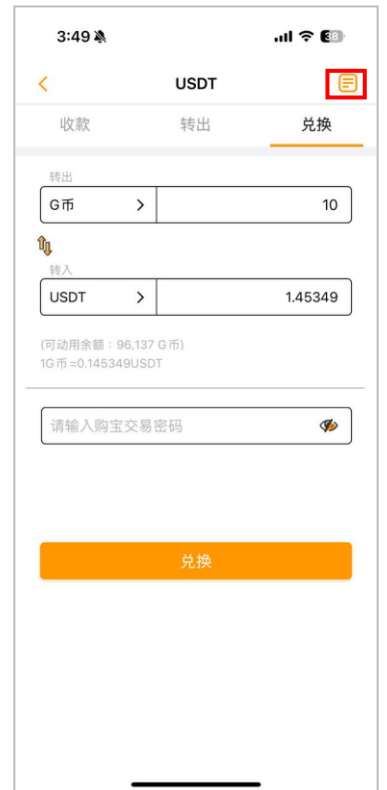 3:49
38
USDT
收款 转出 兑换
转出
G币 > 10
转入
USDT > 1.45349
(可动用余额：96,137 G币)
1G币≈0.145349USDT
请输入购宝交易密码
兑换